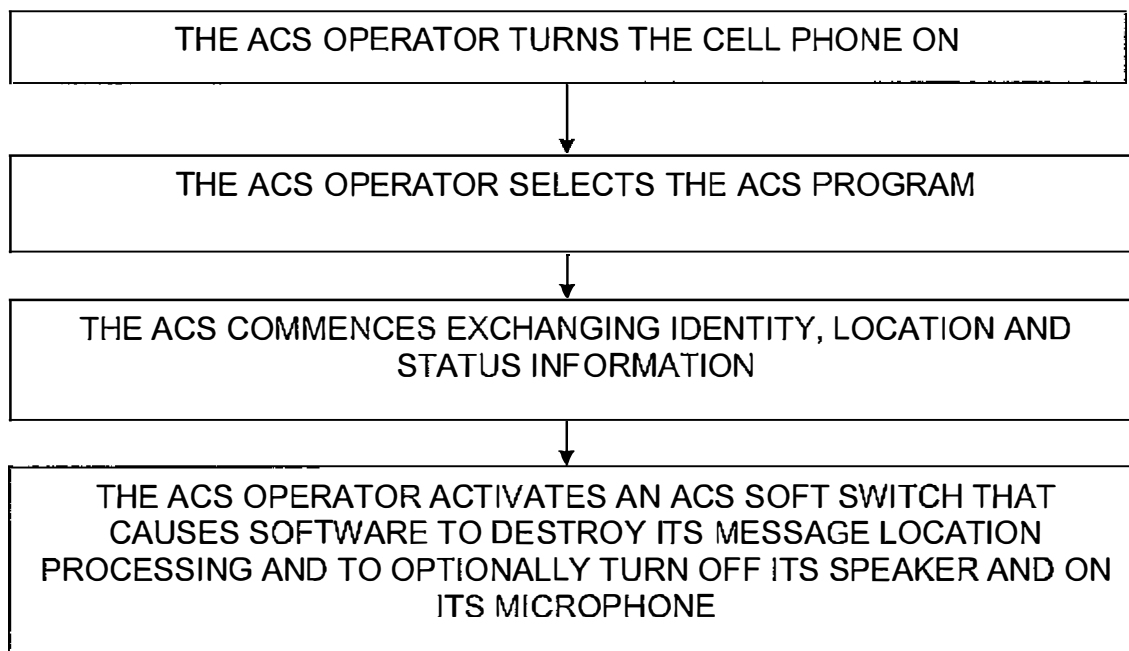 THE ACS OPERATOR TURNS THE CELL PHONE ON
THE ACS OPERATOR SELECTS THE ACS PROGRAM
THE ACS COMMENCES EXCHANGING IDENTITY, LOCATION AND
STATUS INFORMATION
THE ACS OPERATOR ACTIVATES AN ACS SOFT SWITCH THAT
CAUSES SOFTWARE TO DESTROY ITS MESSAGE LOCATION
PROCESSING AND TO OPTIONALLY TURN OFF ITS SPEAKER AND ON
ITS MICROPHONE